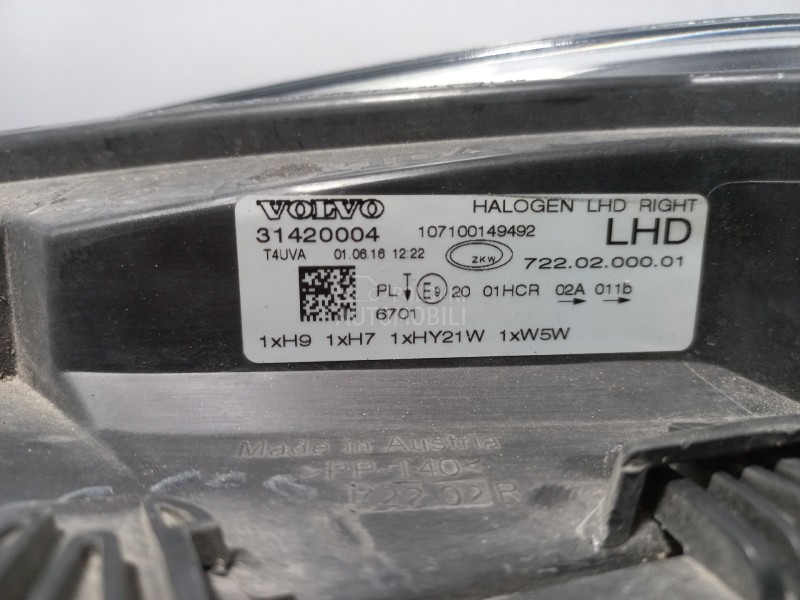 VOLVO HALOGEN LHD RIGHT
31420004 107100149492 LHD
T4UVA 01.06.16 12:22 ZKW 722.02.000.01
PL E9 20 01HCR 02A 011b
6701
1xH9 1xH7 1xHY21W 1xW5W
AUTOMOBILI
Made in Austria
>PP T40<
722.02R